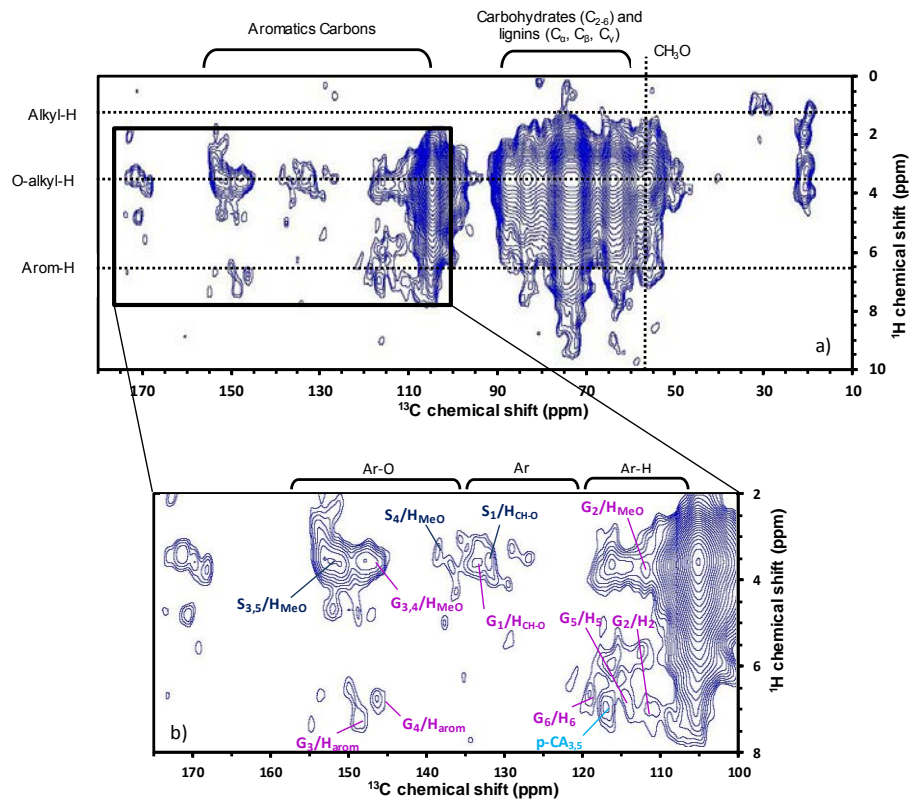 Aromatics Carbons
Carbohydrates (C2-6) and
lignins (Cα, Cβ, Cγ)
CH3O
Alkyl-H
O-alkyl-H
Arom-H
0
2
4
6
8
10
1H chemical shift (ppm)
a)
170 150 130 110 90 70 50 30 10
13C chemical shift (ppm)
Ar-O
Ar
Ar-H
S4/HMeO
S1/HCH-O
G2/HMeO
S3,5/HMeO
G3,4/HMeO
G1/HCH-O
G5/H5
G2/H2
G6/H6
p-CA3,5
G4/Harom
G3/Harom
b)
2
4
6
8
1H chemical shift (ppm)
170 160 150 140 130 120 110 100
13C chemical shift (ppm)